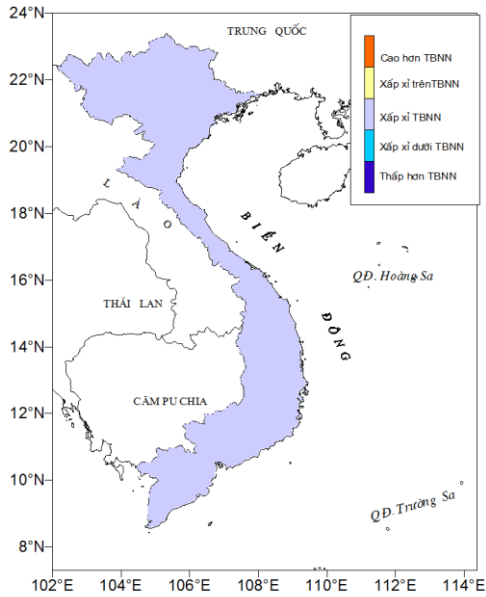 24°N
22°N
20°N
18°N
16°N
14°N
12°N
10°N
8°N
102°E 104°E 106°E 108°E 110°E 112°E 114°E
TRUNG QUỐC
Cao hơn TBNN
Xấp xỉ trênTBNN
Xấp xỉ TBNN
Xấp xỉ dưới TBNN
Thấp hơn TBNN
LÀO
BIỂN
ĐÔNG
QĐ. Hoàng Sa
THÁI LAN
CĂM PU CHIA
QĐ. Trường Sa